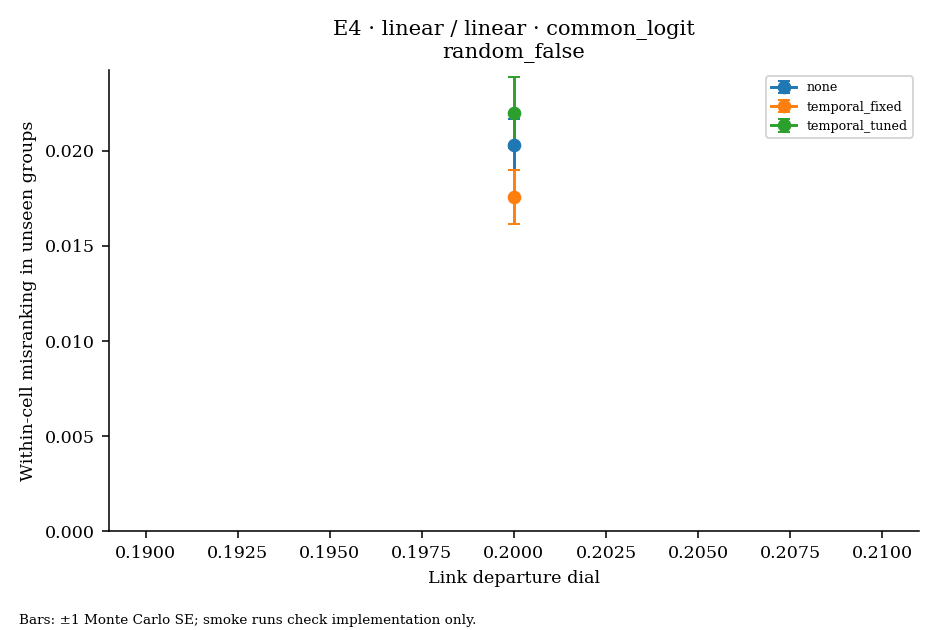 E4 · linear / linear · common_logit
random_false
none
temporal_fixed
temporal_tuned
Within-cell misranking in unseen groups
0.020
0.015
0.010
0.005
0.000
0.1900 0.1925 0.1950 0.1975 0.2000 0.2025 0.2050 0.2075 0.2100
Link departure dial
Bars: ±1 Monte Carlo SE; smoke runs check implementation only.